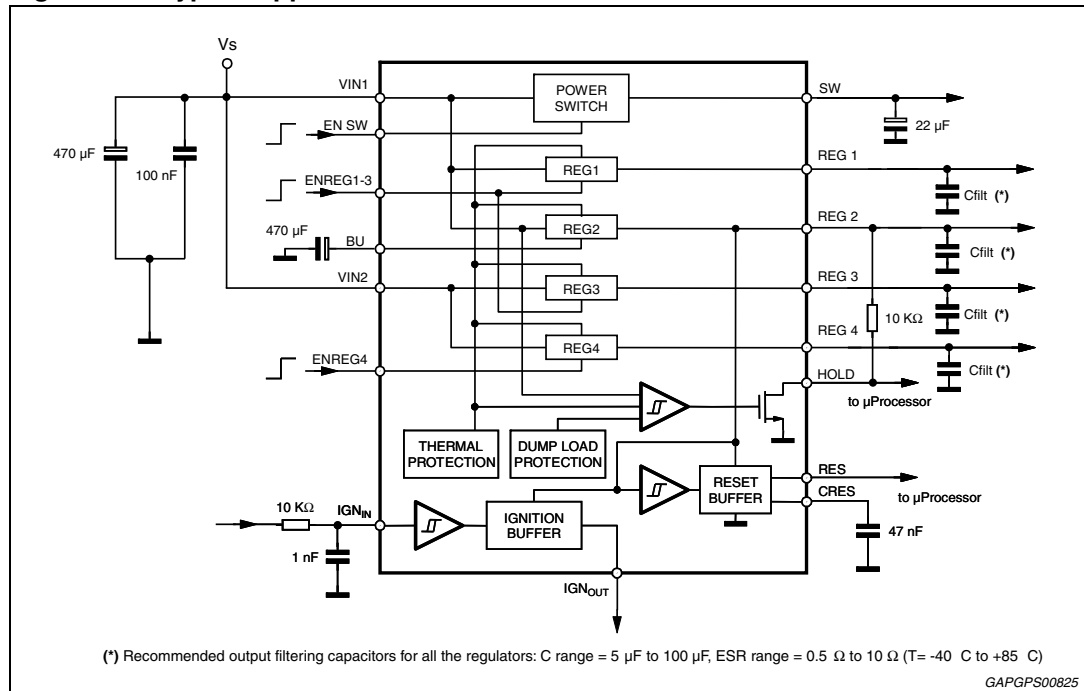 Vs
VIN1
POWER
SWITCH
SW
EN SW
22 µF
470 µF
100 nF
REG 1
REG1
ENREG1-3
Cfilt (*)
REG 2
470 µF
REG2
BU
Cfilt (*)
VIN2
REG 3
REG3
10 KΩ
Cfilt (*)
REG 4
REG4
ENREG4
Cfilt (*)
HOLD
to µProcessor
THERMAL
PROTECTION
DUMP LOAD
PROTECTION
RES
RESET
BUFFER
CRES
to µProcessor
10 KΩ
IGNIN
IGNITION
BUFFER
47 nF
1 nF
IGNOUT
(*) Recommended output filtering capacitors for all the regulators: C range = 5 µF to 100 µF, ESR range = 0.5 Ω to 10 Ω (T= -40 C to +85 C)
GAPGPS00825